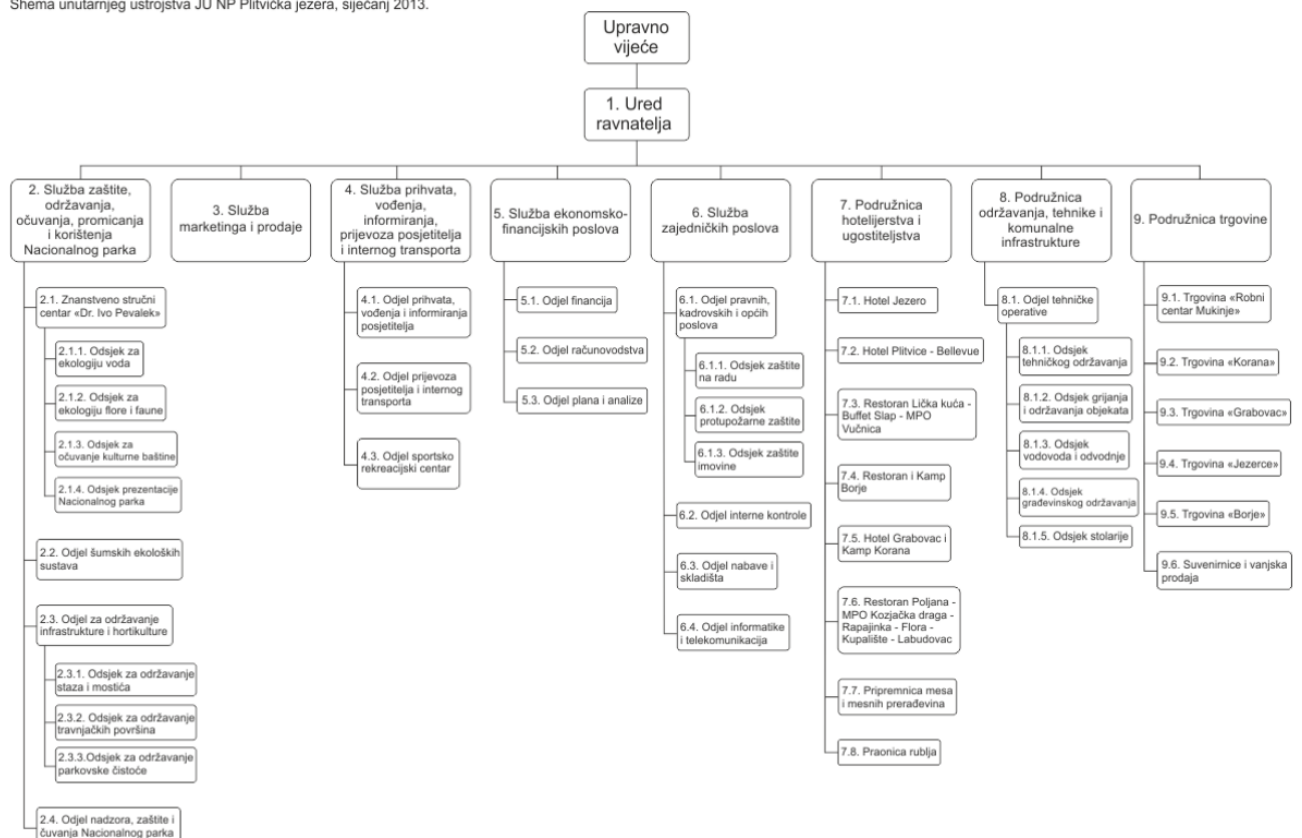 Shema unutarnjeg ustrojstva JU NP Plitvička jezera, siječanj 2013.
Upravno
vijeće
1. Ured
ravnatelja
2. Služba zaštite,
održavanja,
očuvanja, promicanja
i korištenja
Nacionalnog parka
3. Služba
marketinga i prodaje
4. Služba prihvata,
vođenja,
informiranja,
prijevoza posjetitelja
i internog transporta
5. Služba ekonomsko-
financijskih poslova
6. Služba
zajedničkih poslova
7. Podružnica
hotelijerstva i
ugostiteljstva
8. Podružnica
održavanja, tehnike i
komunalne
infrastrukture
9. Podružnica trgovine
2.1. Znanstveno stručni
centar «Dr. Ivo Pevalek»
2.1.1. Odsjek za
ekologiju voda
2.1.2. Odsjek za
ekologiju flore i faune
2.1.3. Odsjek za
očuvanje kulturne baštine
2.1.4. Odsjek prezentacije
Nacionalnog parka
2.2. Odjel šumskih ekoloških
sustava
2.3. Odjel za održavanje
infrastrukture i hortikulture
2.3.1. Odsjek za održavanje
staza i mostića
2.3.2. Odsjek za održavanje
travnjačkih površina
2.3.3.Odsjek za održavanje
parkovske čistoće
2.4. Odjel nadzora, zaštite i
čuvanja Nacionalnog parka
4.1. Odjel prihvata,
vođenja i informiranja
posjetitelja
4.2. Odjel prijevoza
posjetitelja i internog
transporta
4.3. Odjel sportsko
rekreacijski centar
5.1. Odjel financija
5.2. Odjel računovodstva
5.3. Odjel plana i analize
6.1. Odjel pravnih,
kadrovskih i općih
poslova
6.1.1. Odsjek zaštite
na radu
6.1.2. Odsjek
protupožarne zaštite
6.1.3. Odsjek zaštite
imovine
6.2. Odjel interne kontrole
6.3. Odjel nabave i
skladišta
6.4. Odjel informatike
i telekomunikacija
7.1. Hotel Jezero
7.2. Hotel Plitvice - Bellevue
7.3. Restoran Lička kuća -
Buffet Slap - MPO
Vučnica
7.4. Restoran i Kamp
Borje
7.5. Hotel Grabovac i
Kamp Korana
7.6. Restoran Poljana -
MPO Kozjačka draga -
Rapajinka - Flora -
Kupalište - Labudovac
7.7. Pripremnica mesa
i mesnih prerađevina
7.8. Praonica rublja
8.1. Odjel tehničke
operative
8.1.1. Odsjek
tehničkog održavanja
8.1.2. Odsjek grijanja
i održavanja objekata
8.1.3. Odsjek
vodovoda i odvodnje
8.1.4. Odsjek
građevinskog održavanja
8.1.5. Odsjek stolarije
9.1. Trgovina «Robni
centar Mukinje»
9.2. Trgovina «Korana»
9.3. Trgovina «Grabovac»
9.4. Trgovina «Jezerce»
9.5. Trgovina «Borje»
9.6. Suvenirnice i vanjska
prodaja